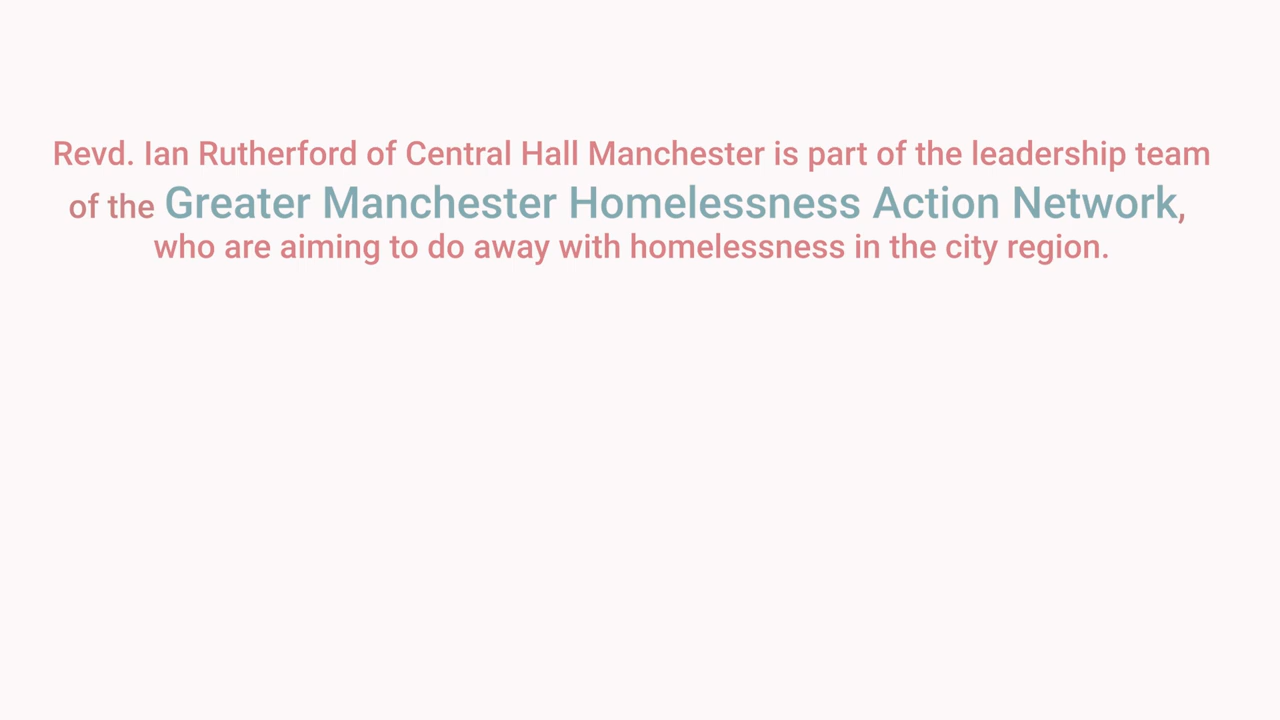 Revd. Ian Rutherford of Central Hall Manchester is part of the leadership team
of the Greater Manchester Homelessness Action Network,
who are aiming to do away with homelessness in the city region.